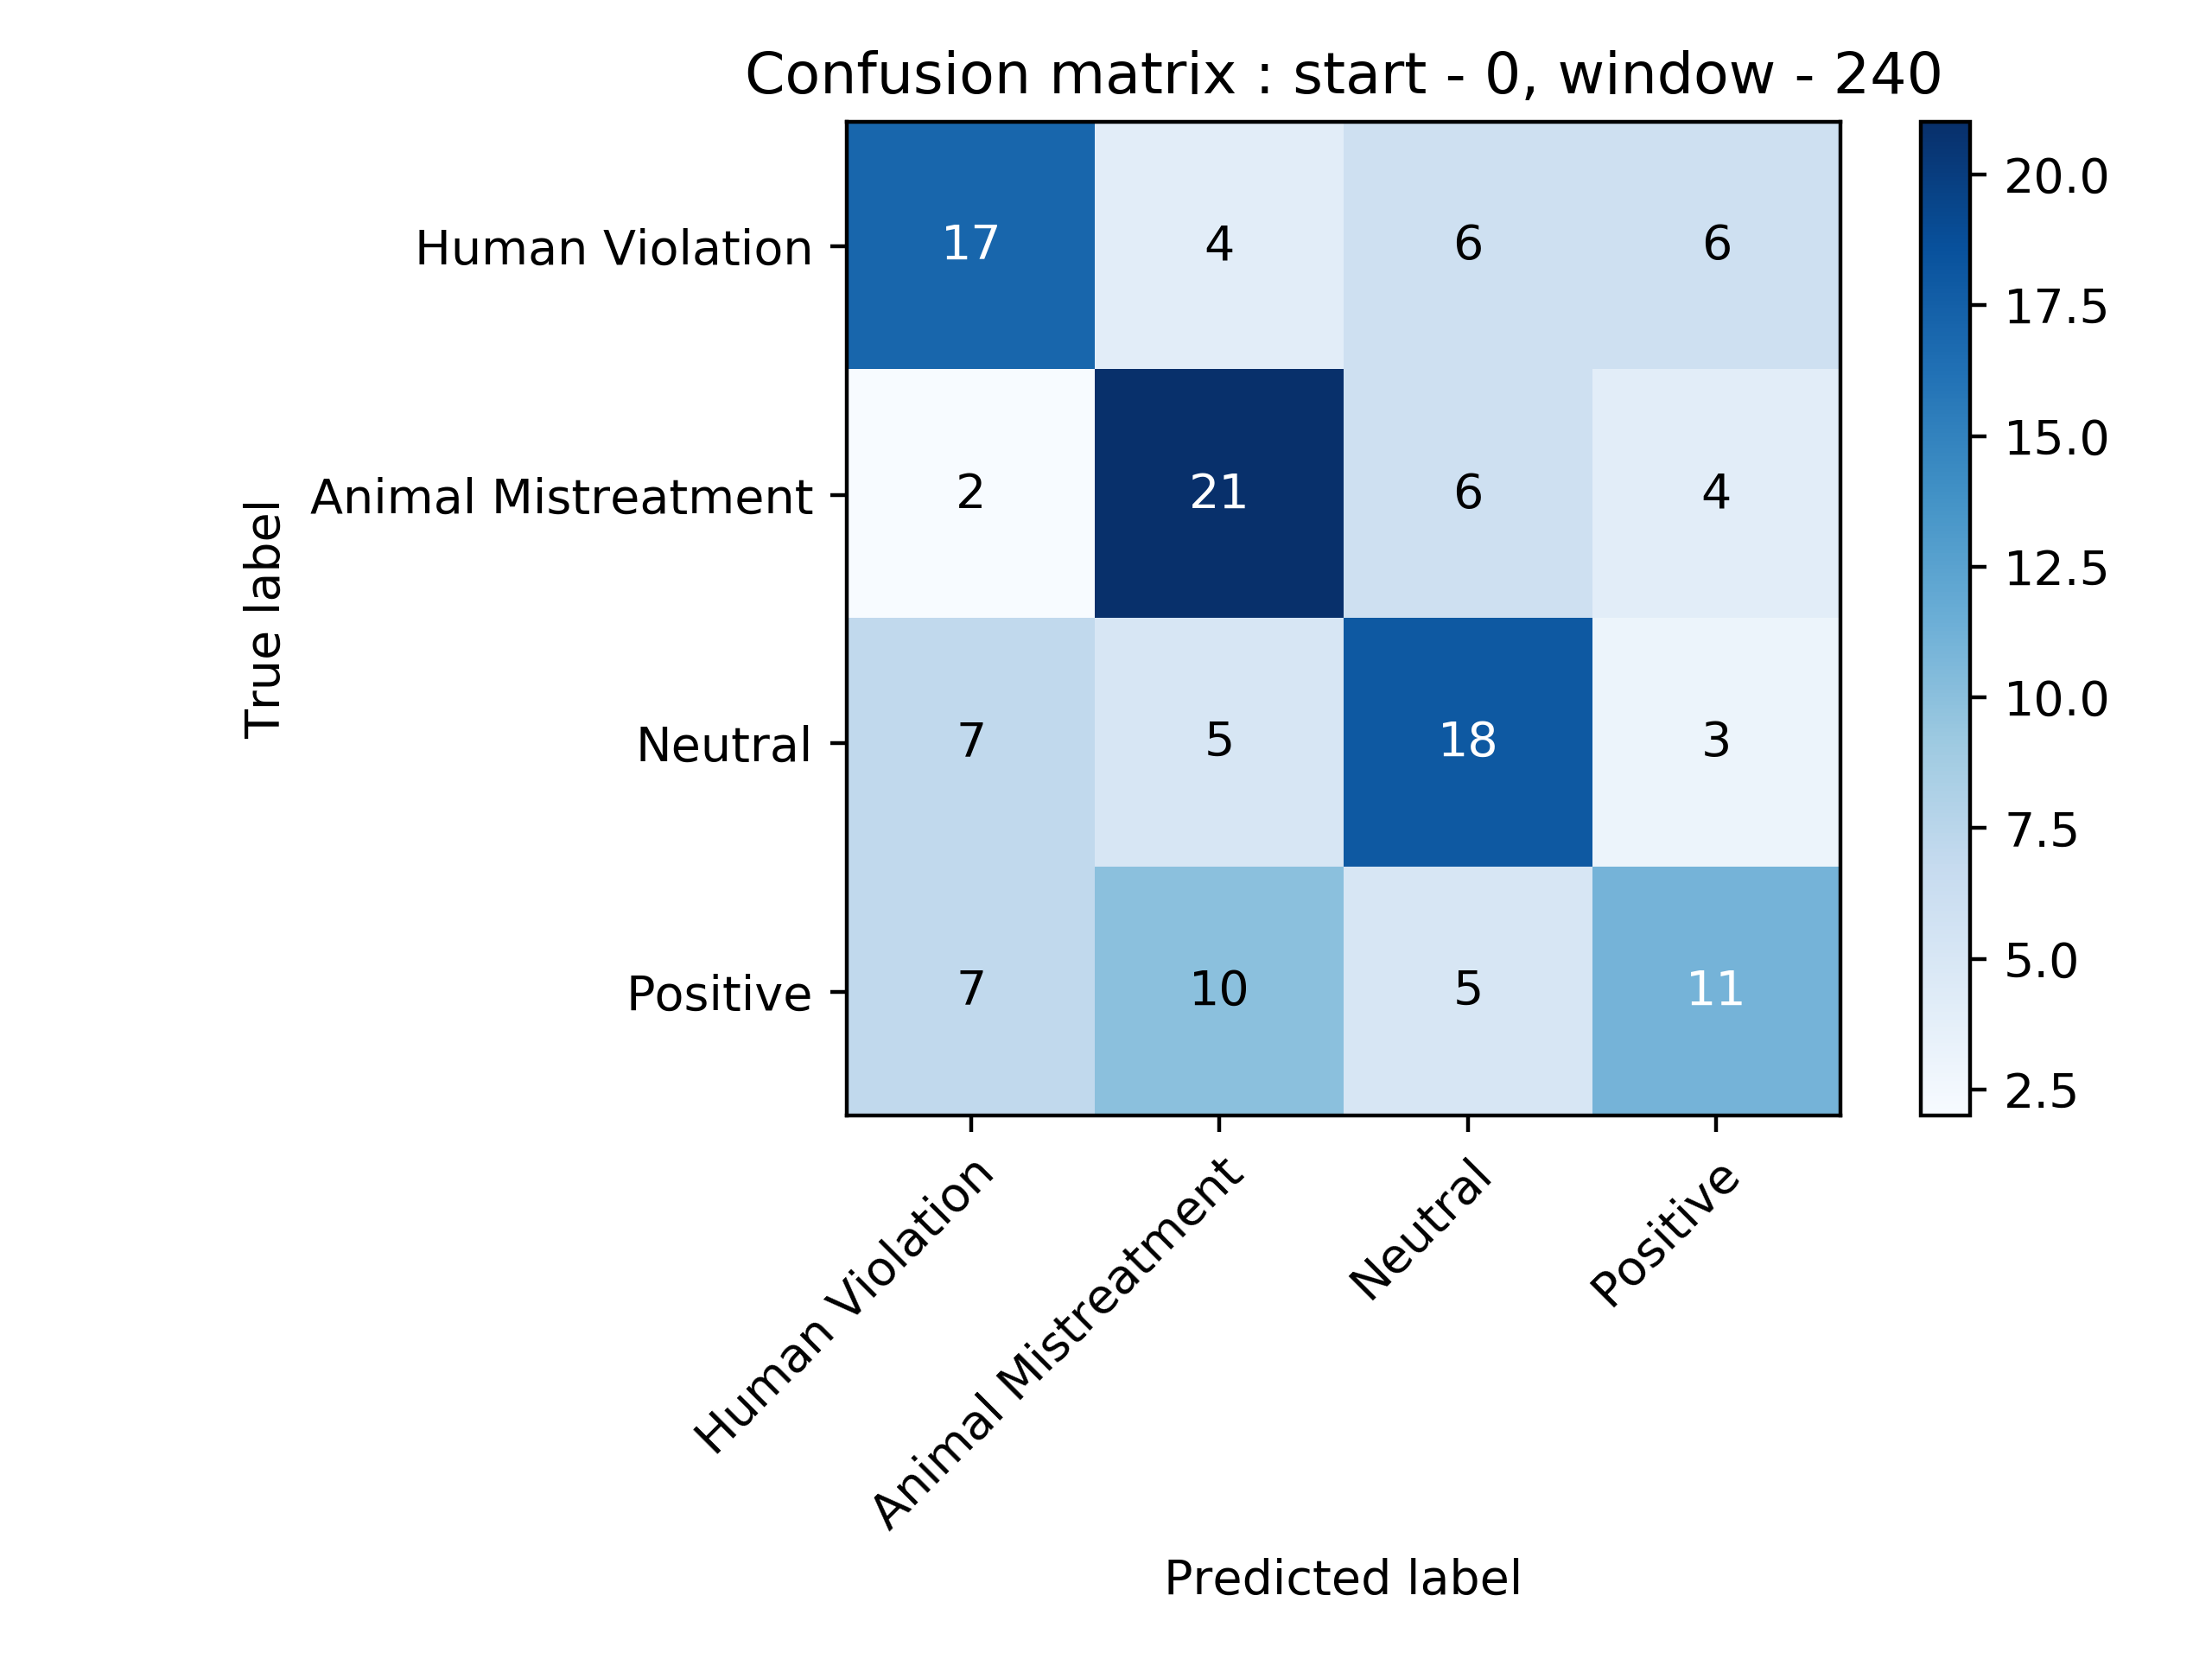 Confusion matrix : start - 0, window - 240
True label
Human Violation 17 4 6 6
Animal Mistreatment 2 21 6 4
Neutral 7 5 18 3
Positive 7 10 5 11
Human Violation
Animal Mistreatment
Neutral
Positive
Predicted label
20.0
17.5
15.0
12.5
10.0
7.5
5.0
2.5